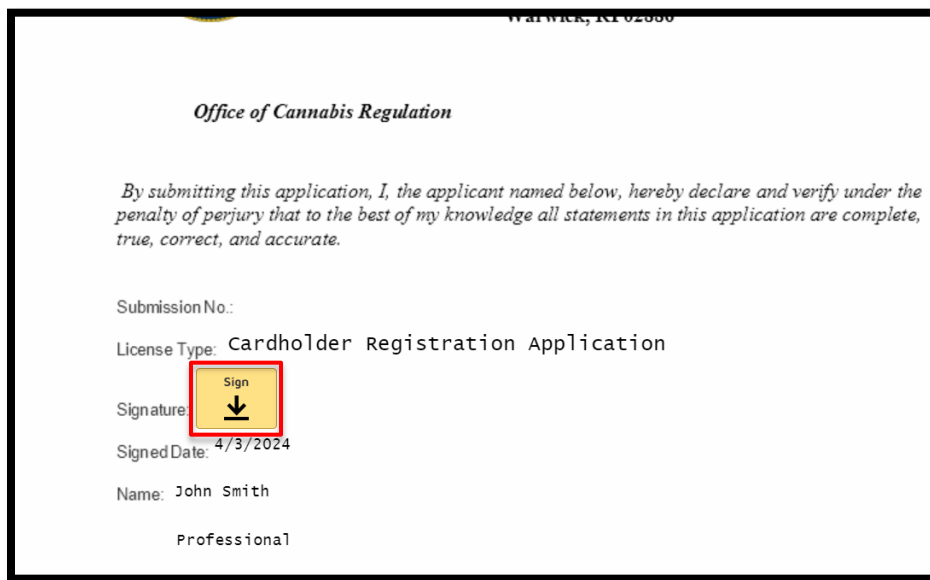 Warwick, RI 02886
Office of Cannabis Regulation
By submitting this application, I, the applicant named below, hereby declare and verify under the
penalty of perjury that to the best of my knowledge all statements in this application are complete,
true, correct, and accurate.
Submission No.:
License Type: Cardholder Registration Application
Sign
Signature:
Signed Date: 4/3/2024
Name: John Smith
Professional